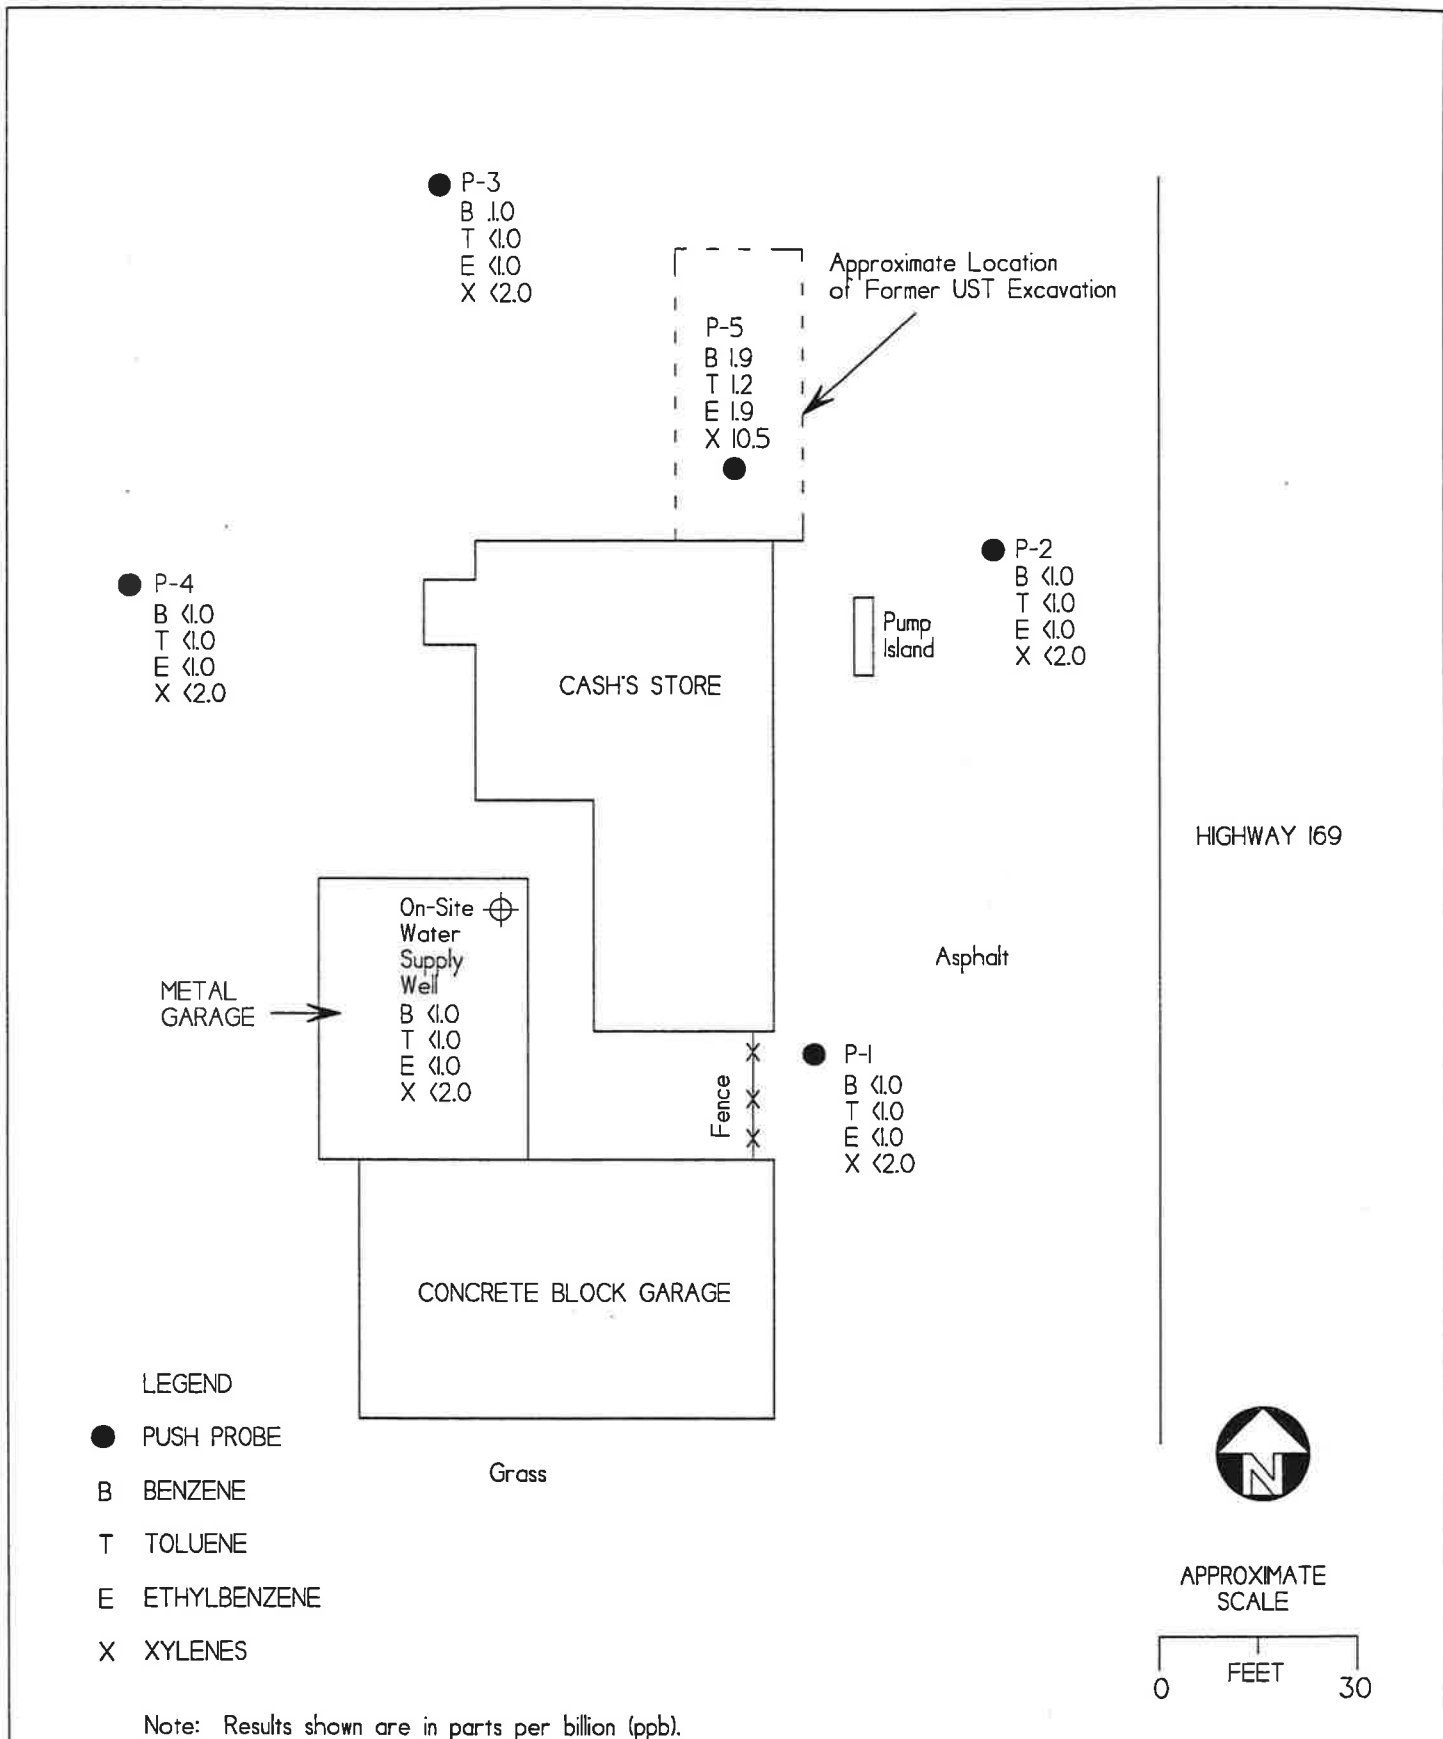 P-3
B .1.0
T <1.0
E <1.0
X <2.0
Approximate Location
of Former UST Excavation
P-5
B 1.9
T 1.2
E 1.9
X 10.5
P-2
B <1.0
T <1.0
E <1.0
X <2.0
P-4
B <1.0
T <1.0
E <1.0
X <2.0
Pump
Island
CASH'S STORE
HIGHWAY 169
On-Site
Water
Supply
Well
B <1.0
T <1.0
E <1.0
X <2.0
METAL
GARAGE
Asphalt
Fence
P-1
B <1.0
T <1.0
E <1.0
X <2.0
CONCRETE BLOCK GARAGE
LEGEND
PUSH PROBE
B BENZENE
T TOLUENE
E ETHYLBENZENE
X XYLENES
Grass
N
APPROXIMATE
SCALE
FEET
0 30
Note: Results shown are in parts per billion (ppb).